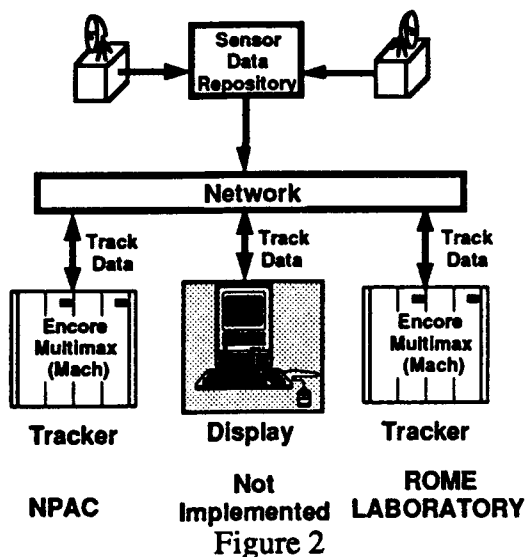 Sensor
Data
Repository
Network
Track
Data
Track
Data
Track
Data
Encore
Multimax
(Mach)
Encore
Multimax
(Mach)
Tracker
Display
Tracker
NPAC
Not
Implemented
ROME
LABORATORY
Figure 2